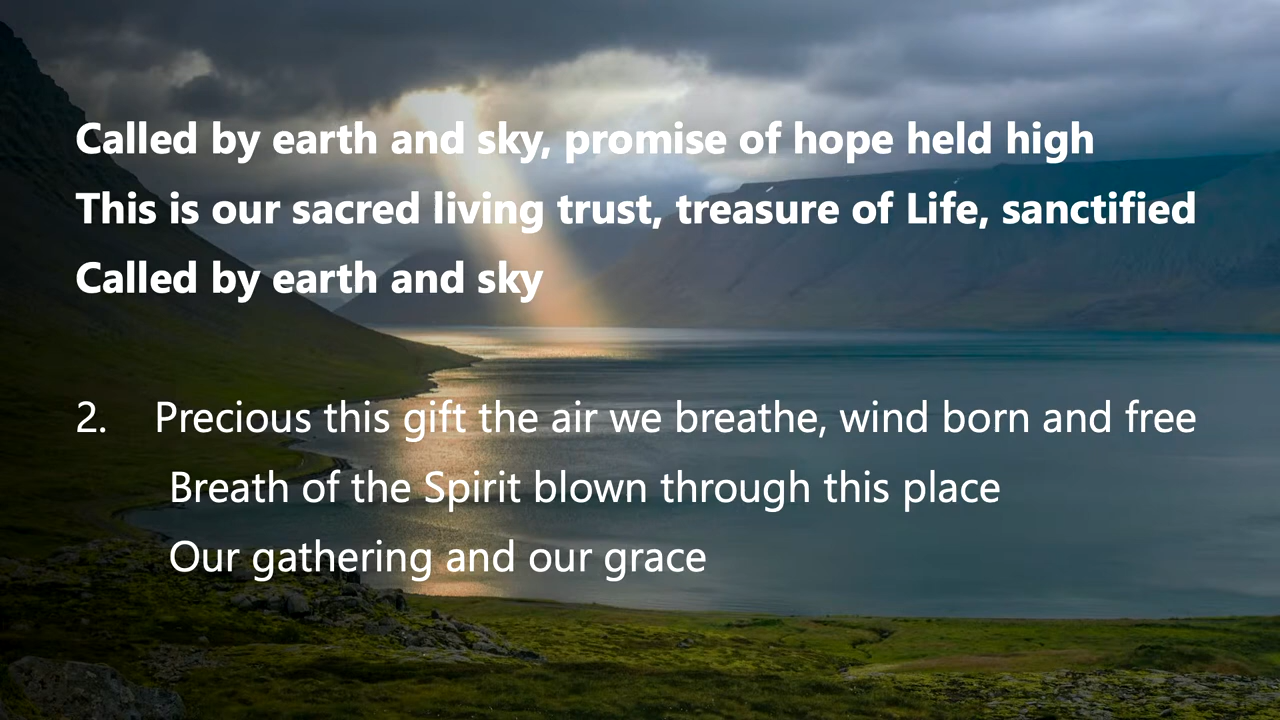 Called by earth and sky, promise of hope held high
This is our sacred living trust, treasure of Life, sanctified
Called by earth and sky
2. Precious this gift the air we breathe, wind born and free
Breath of the Spirit blown through this place
Our gathering and our grace